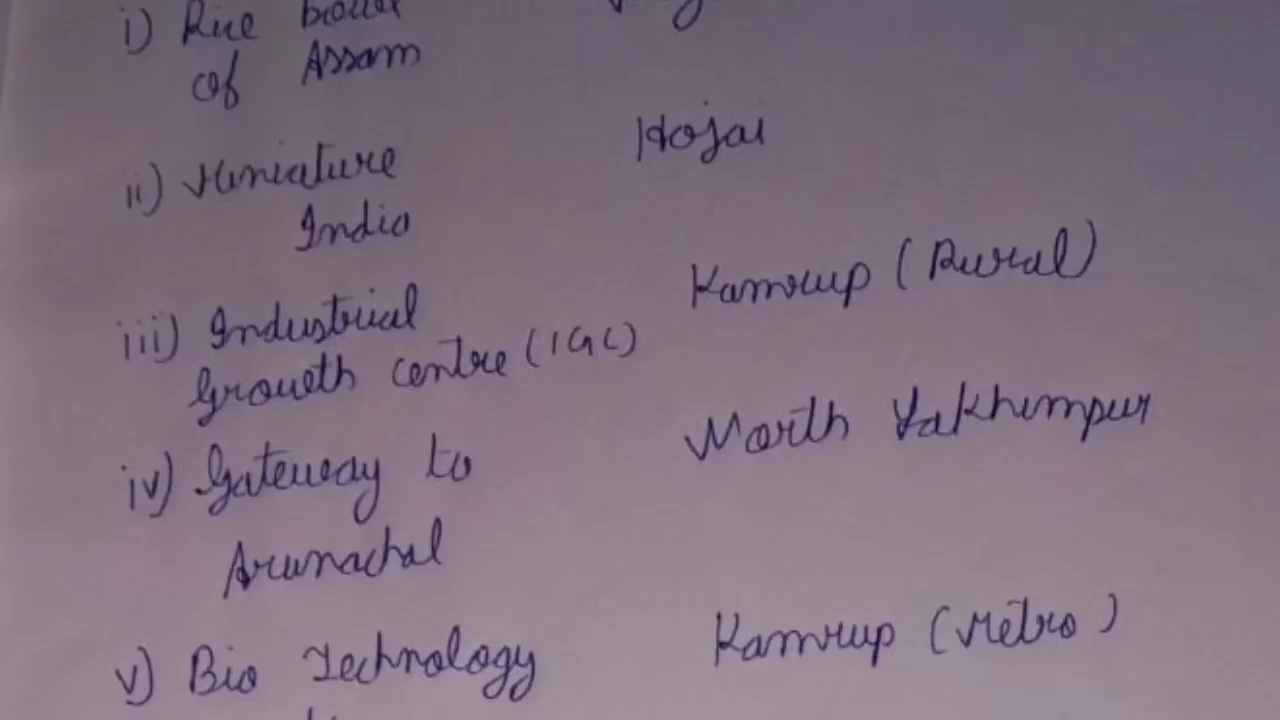 i) Rice bowl
of Assam
ii) Miniature Hojai
India
iii) Industrial Kamrup (Rural)
Growth centre (IGC)
iv) Gateway to North Lakhimpur
Arunachal
v) Bio Technology Kamrup (Metro)